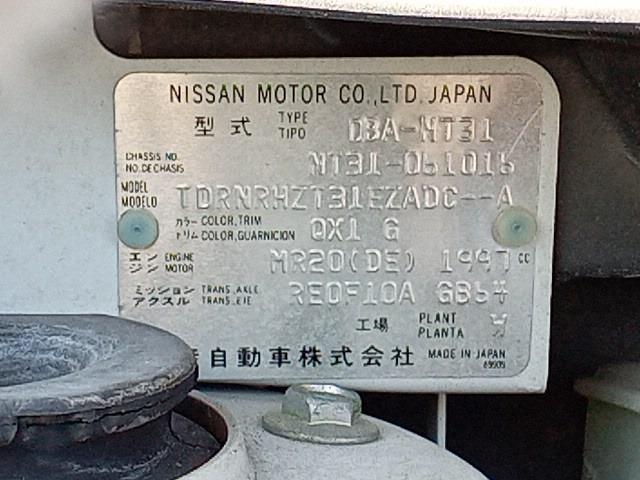 NISSAN MOTOR CO.,LTD. JAPAN
型式 TYPE TIPO DBA-NT31
CHASSIS NO. NO.DE CHASIS NT31-061016
MODEL MODELO TDRNRHZT31EZADC--A
カラー COLOR,TRIM トリム COLOR,GUARNICION QX1 G
エンジン ENGINE MOTOR MR20(DE) 1997 CC
ミッション TRANS.,AXLE アクスル TRANS.,EJE RE0F10A GB64
工場 PLANT PLANTA W
自動車株式会社 MADE IN JAPAN